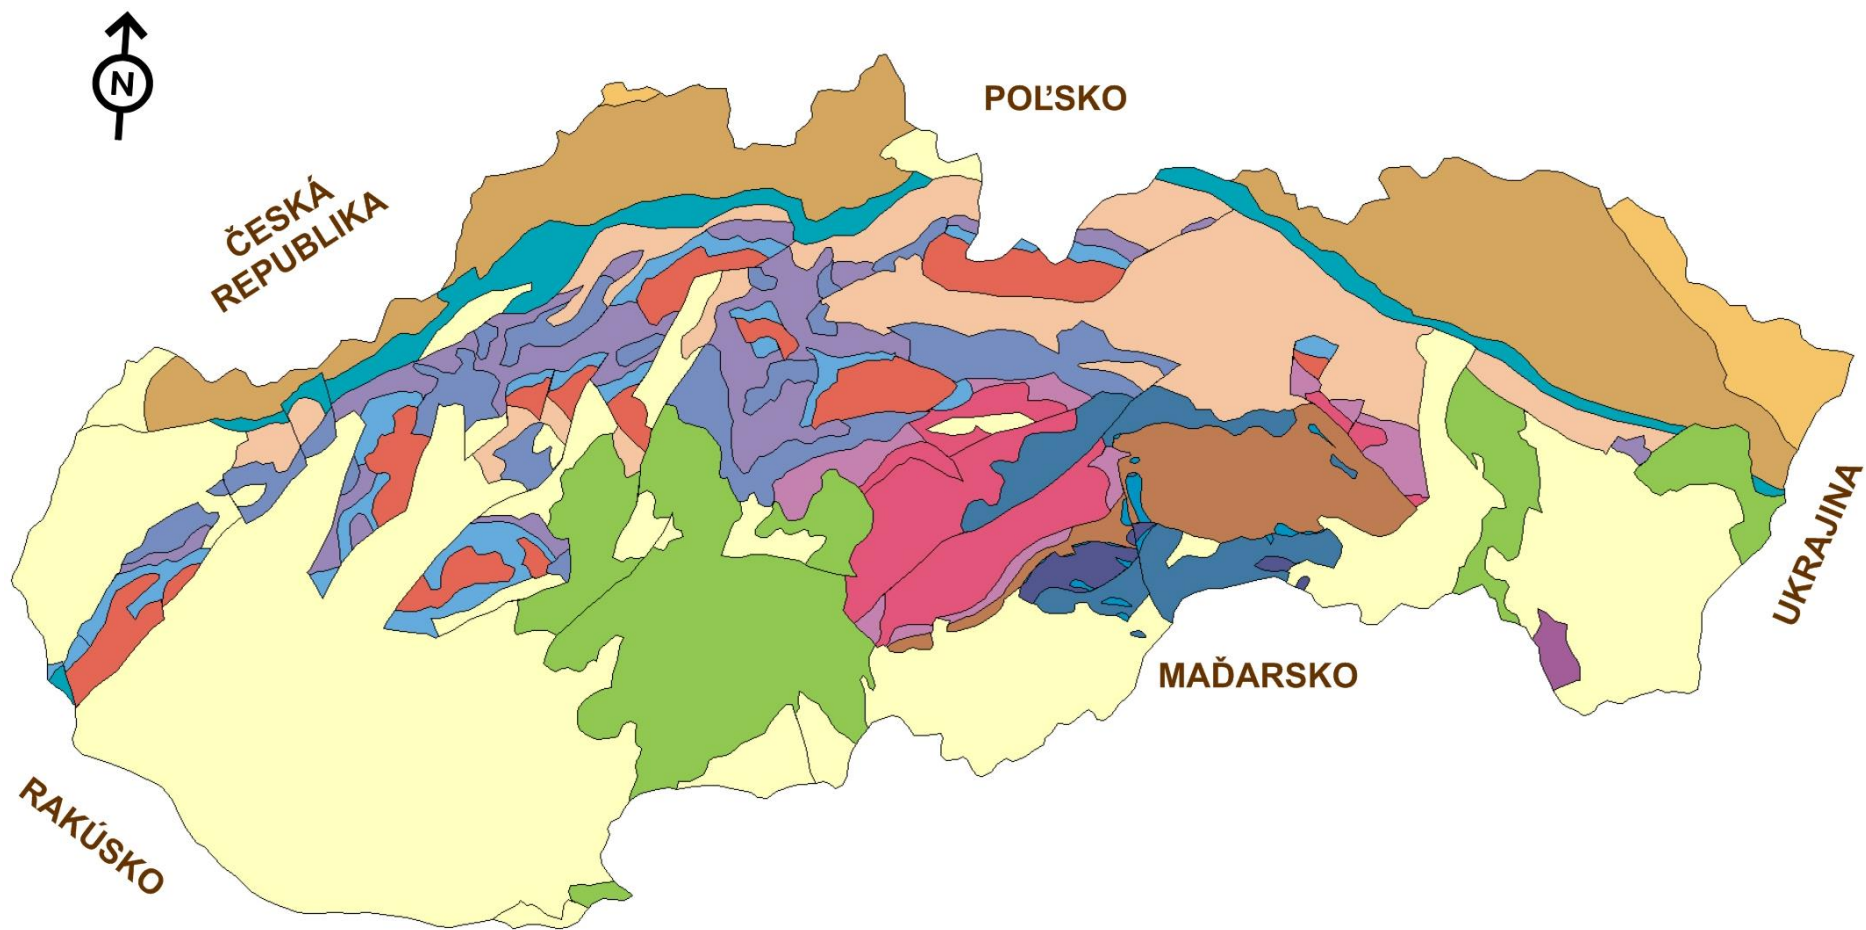 N
POĽSKO
ČESKÁ
REPUBLIKA
UKRAJINA
MAĎARSKO
RAKÚSKO